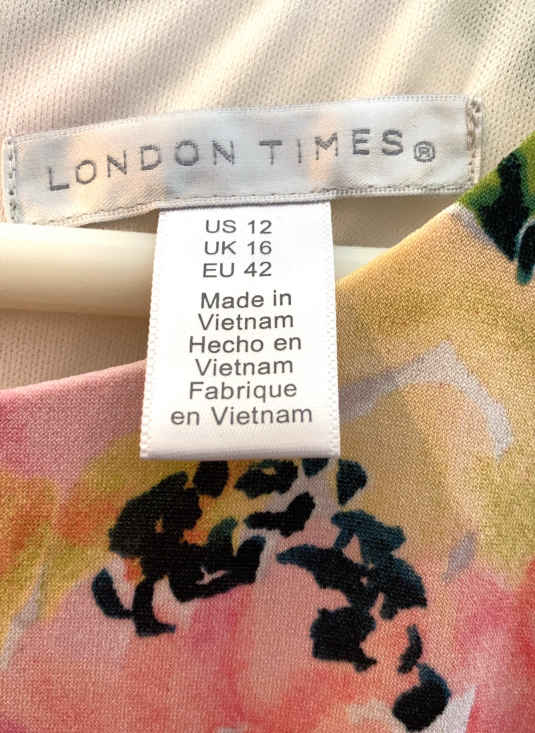 LONDON TIMES®
US 12
UK 16
EU 42
Made in
Vietnam
Hecho en
Vietnam
Fabrique
en Vietnam